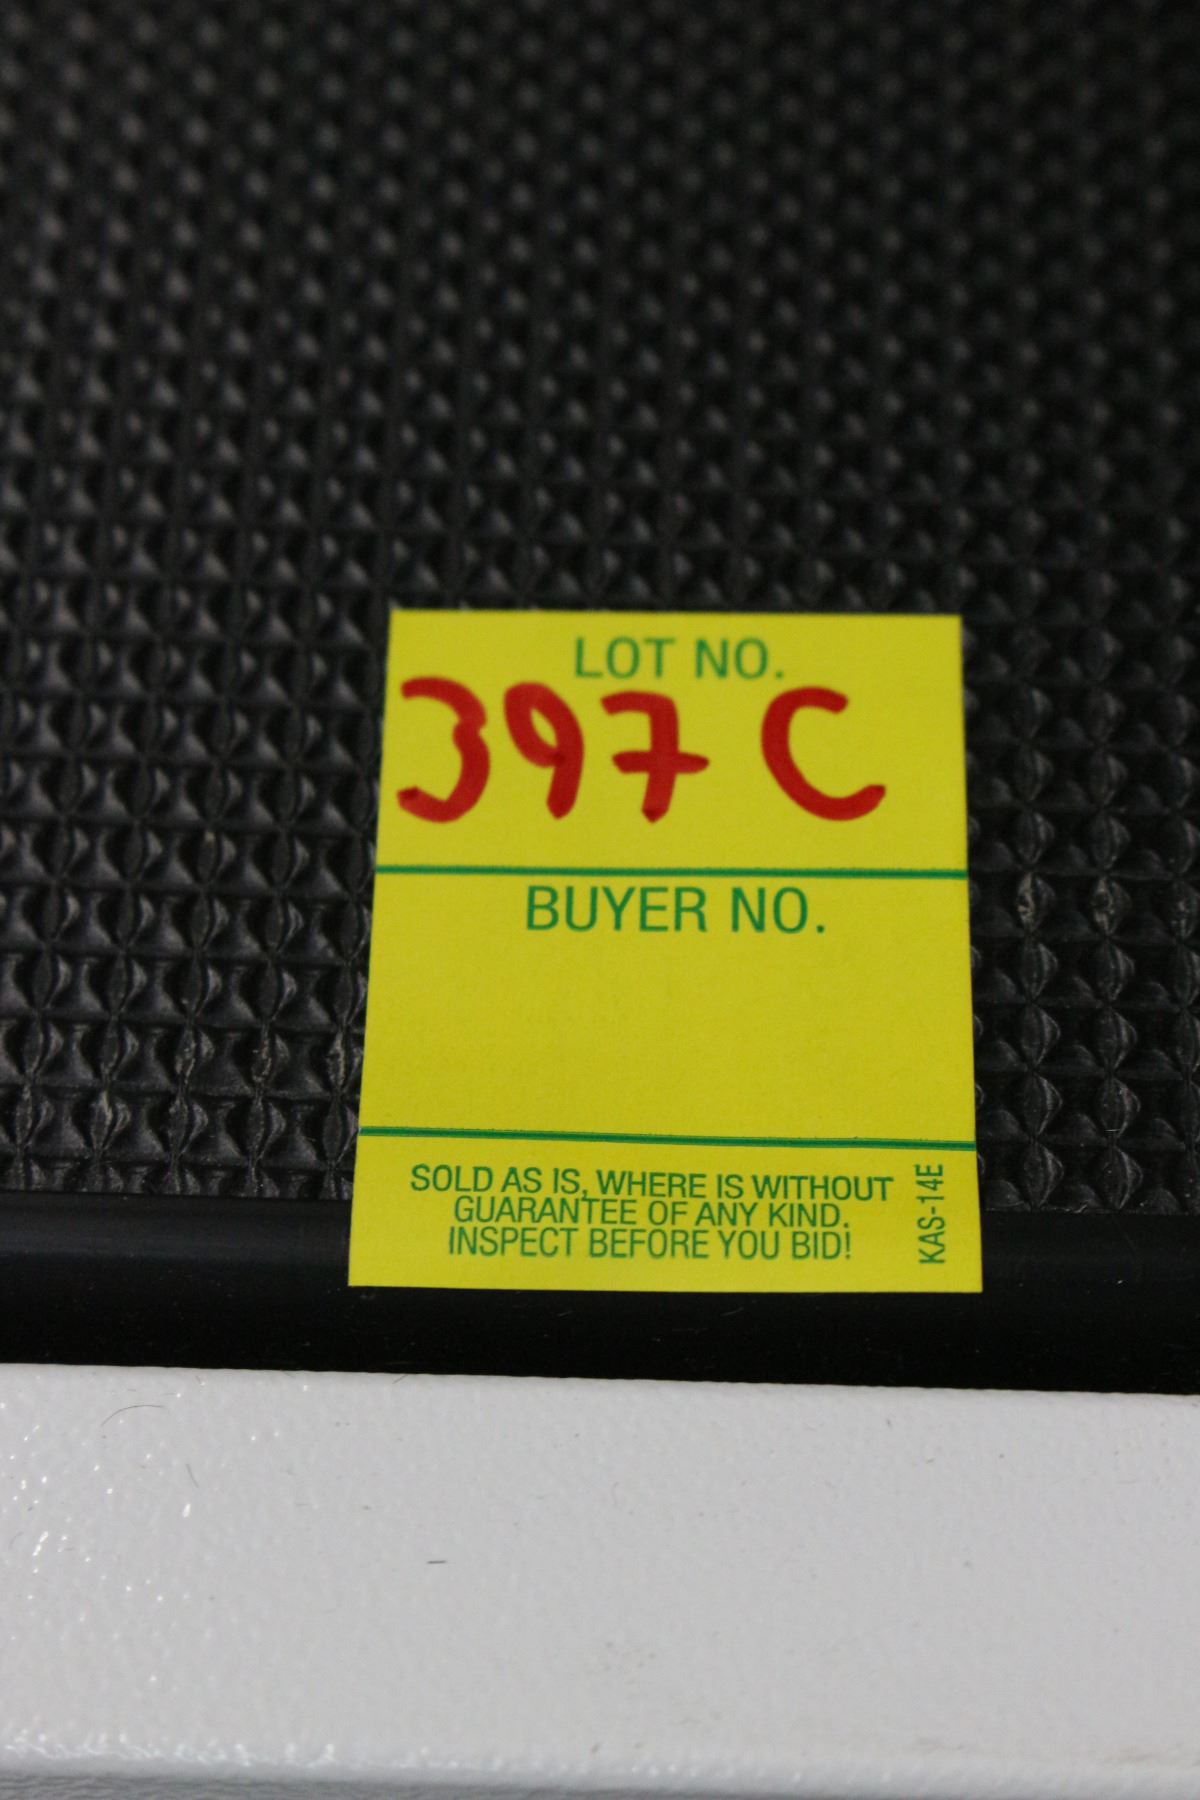 LOT NO.
397 C
BUYER NO.
SOLD AS IS, WHERE IS WITHOUT
GUARANTEE OF ANY KIND.
INSPECT BEFORE YOU BID!
KAS-14E